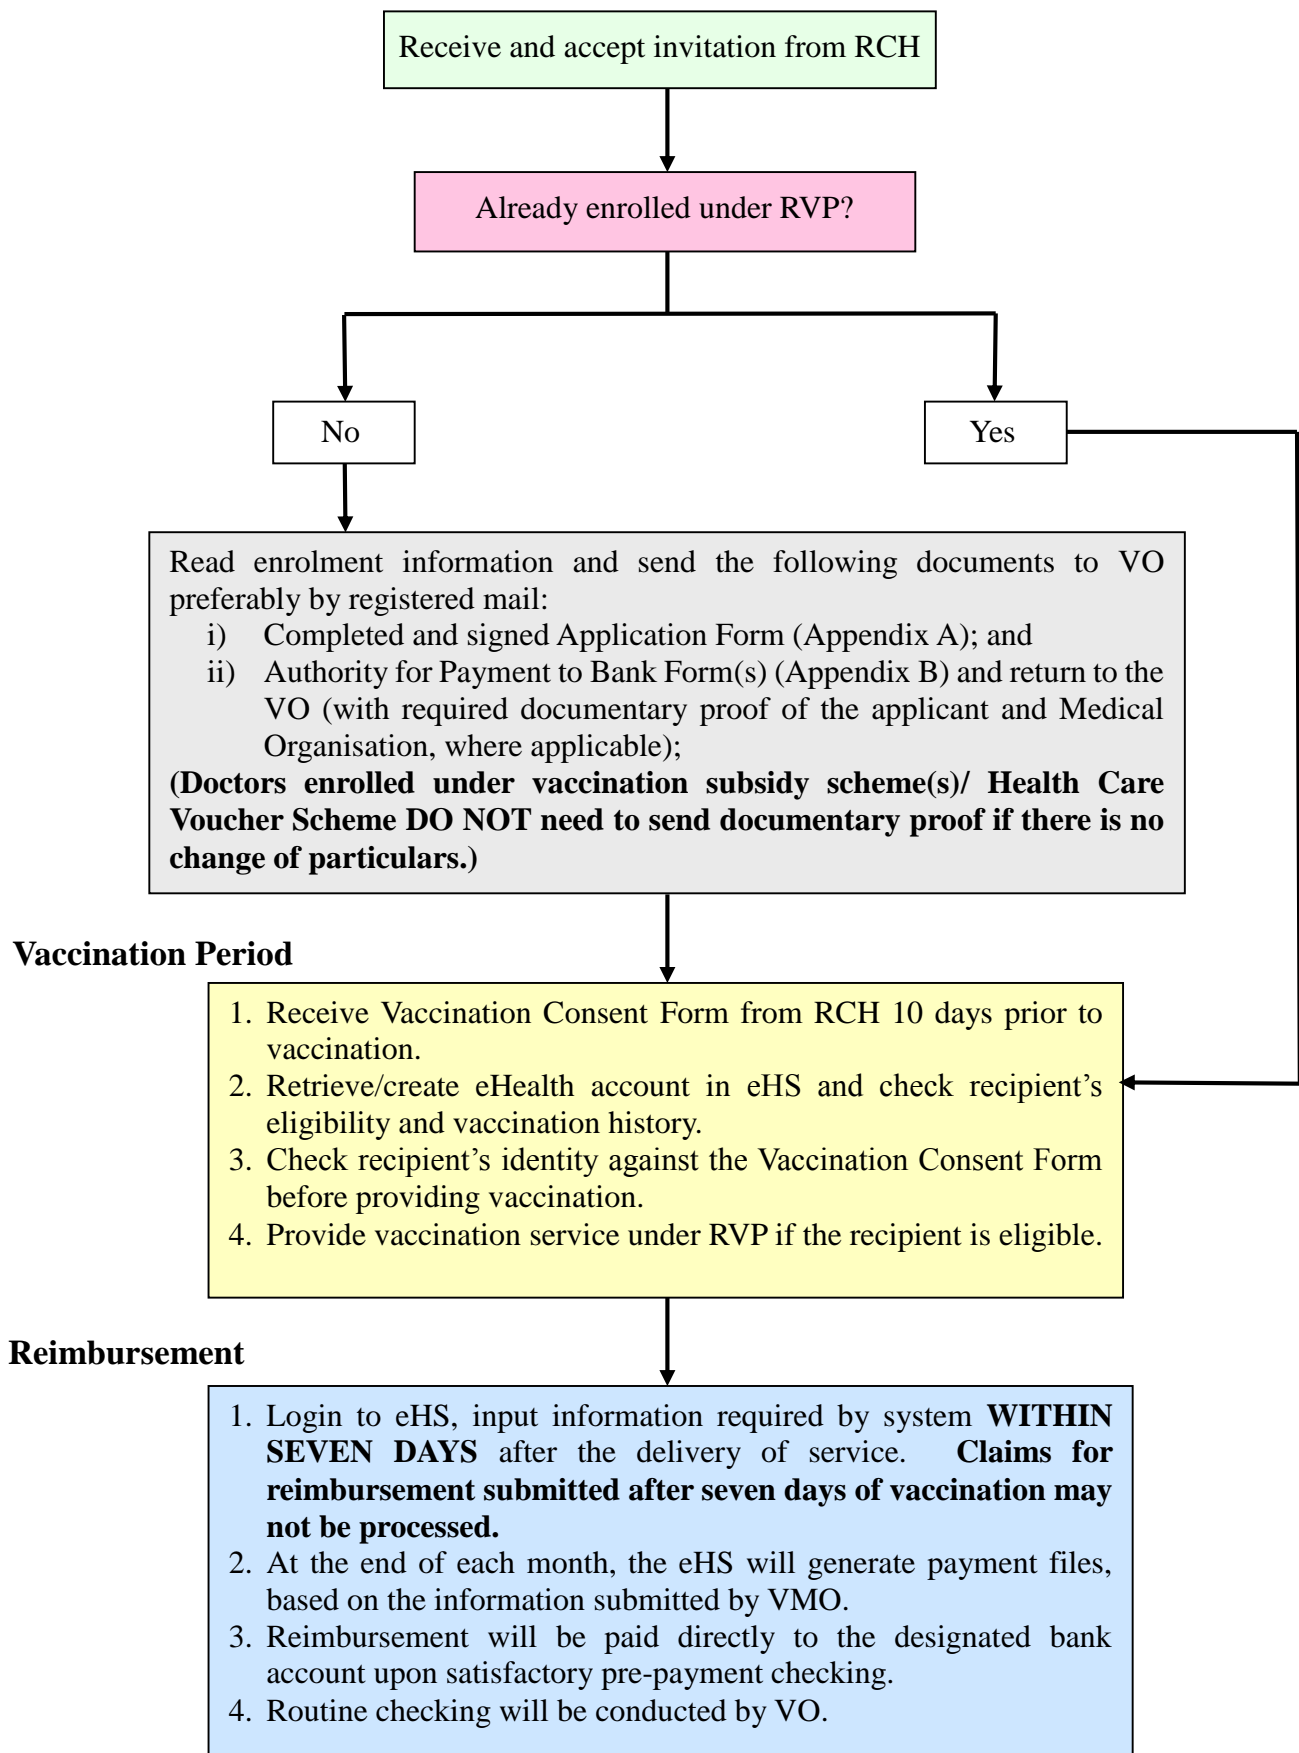 Receive and accept invitation from RCH
Already enrolled under RVP?
No
Yes
Read enrolment information and send the following documents to VO
preferably by registered mail:
i) Completed and signed Application Form (Appendix A); and
ii) Authority for Payment to Bank Form(s) (Appendix B) and return to the
VO (with required documentary proof of the applicant and Medical
Organisation, where applicable);
(Doctors enrolled under vaccination subsidy scheme(s)/ Health Care
Voucher Scheme DO NOT need to send documentary proof if there is no
change of particulars.)
Vaccination Period
1. Receive Vaccination Consent Form from RCH 10 days prior to
vaccination.
2. Retrieve/create eHealth account in eHS and check recipient’s
eligibility and vaccination history.
3. Check recipient’s identity against the Vaccination Consent Form
before providing vaccination.
4. Provide vaccination service under RVP if the recipient is eligible.
Reimbursement
1. Login to eHS, input information required by system WITHIN
SEVEN DAYS after the delivery of service. Claims for
reimbursement submitted after seven days of vaccination may
not be processed.
2. At the end of each month, the eHS will generate payment files,
based on the information submitted by VMO.
3. Reimbursement will be paid directly to the designated bank
account upon satisfactory pre-payment checking.
4. Routine checking will be conducted by VO.